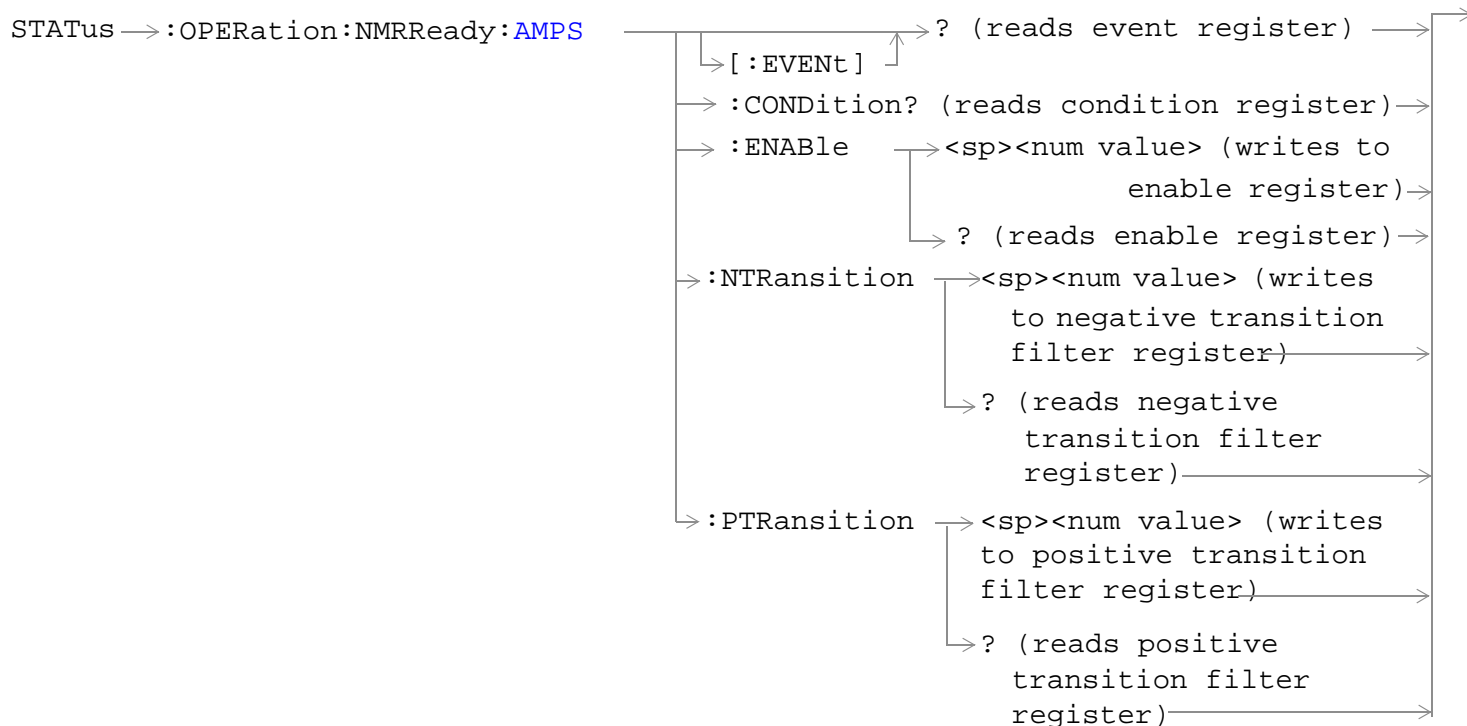 STATus :OPERation:NMRReady:AMPS ? (reads event register)
[:EVENt]
:CONDition? (reads condition register)
:ENABle <sp><num value> (writes to
enable register)
? (reads enable register)
:NTRansition <sp><num value> (writes
to negative transition
filter register)
? (reads negative
transition filter
register)
:PTRansition <sp><num value> (writes
to positive transition
filter register)
? (reads positive
transition filter
register)